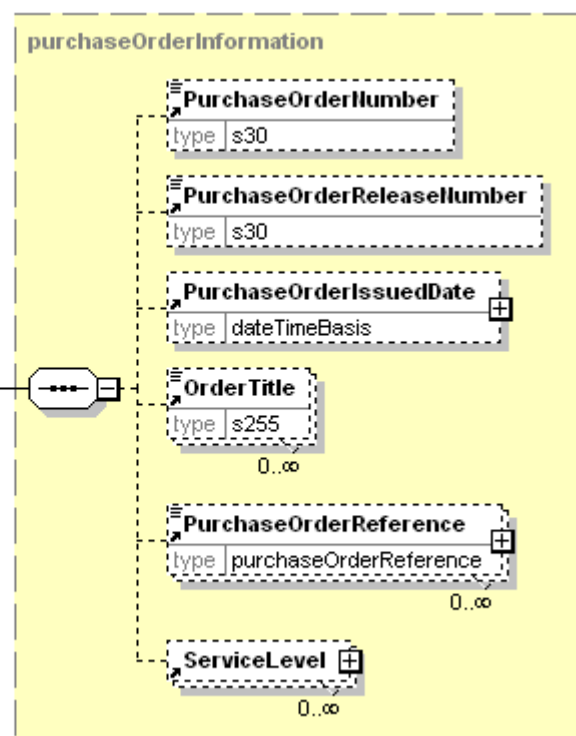 purchaseOrderInformation
PurchaseOrderNumber
type s30
PurchaseOrderReleaseNumber
type s30
PurchaseOrderIssuedDate
type dateTimeBasis
OrderTitle
type s255
0..∞
PurchaseOrderReference
type purchaseOrderReference
0..∞
ServiceLevel
0..∞